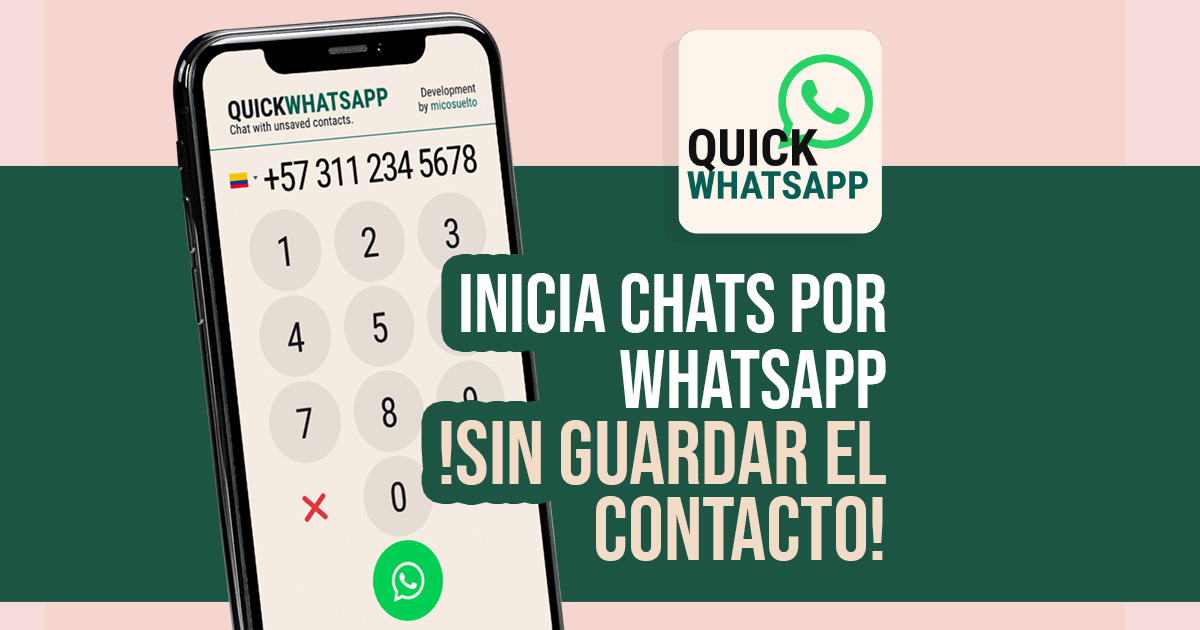 QUICKWHATSAPP
Chat with unsaved contacts.
Development
by micosuelto
+57 311 234 5678
1 2 3
4 5
7 8 9
0
QUICK
WHATSAPP
INICIA CHATS POR
WHATSAPP
!SIN GUARDAR EL
CONTACTO!